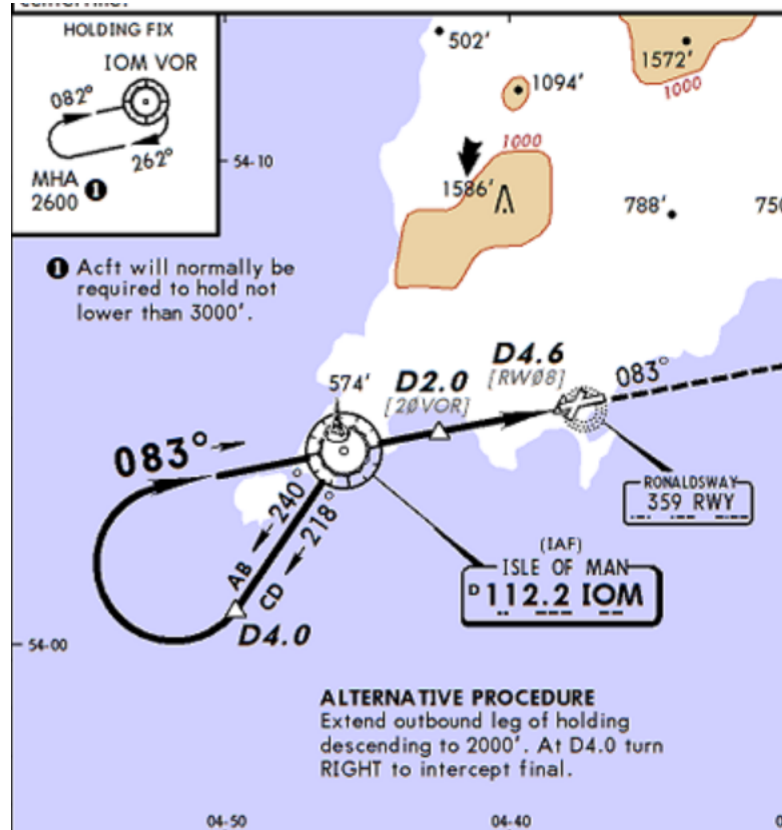 HOLDING FIX
IOM VOR
082°
262°
MHA
2600 ❶
502'
1094'
1572'
1000
1000
54-10
1586'
788'
750
❶ Acft will normally be
required to hold not
lower than 3000'.
574'
D2.0
[20VOR]
D4.6
[RW08]
083°
083°
RONALDSWAY
359 RWY
240°
218°
AB
CD
D4.0
(IAF)
ISLE OF MAN
D 112.2 IOM
54-00
ALTERNATIVE PROCEDURE
Extend outbound leg of holding
descending to 2000'. At D4.0 turn
RIGHT to intercept final.
04-50
04-40